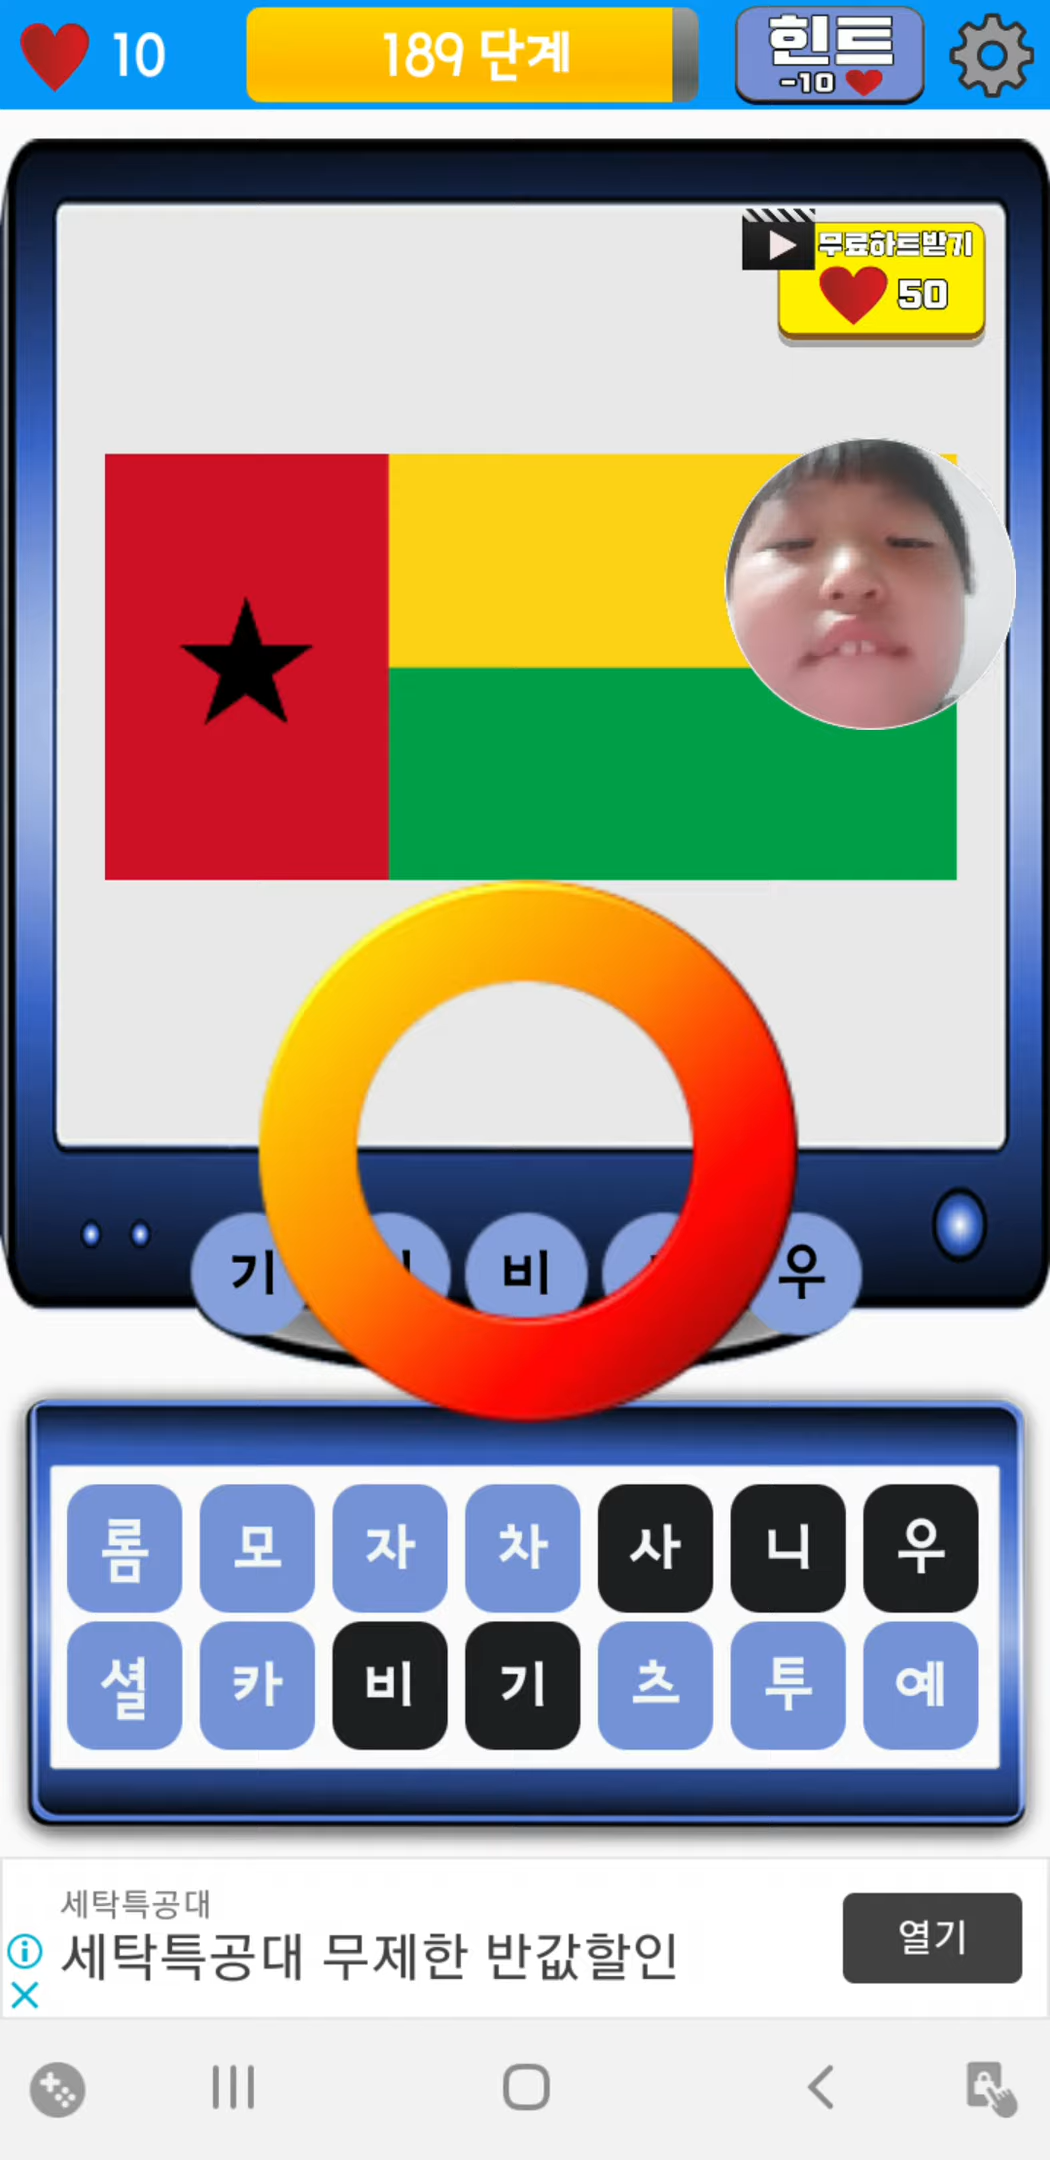 10
189 단계
힌트
-10
무료하트받기
50
기 비 우
롬 모 자 차 사 니 우
셜 카 비 기 츠 투 예
세탁특공대
세탁특공대 무제한 반값할인
열기